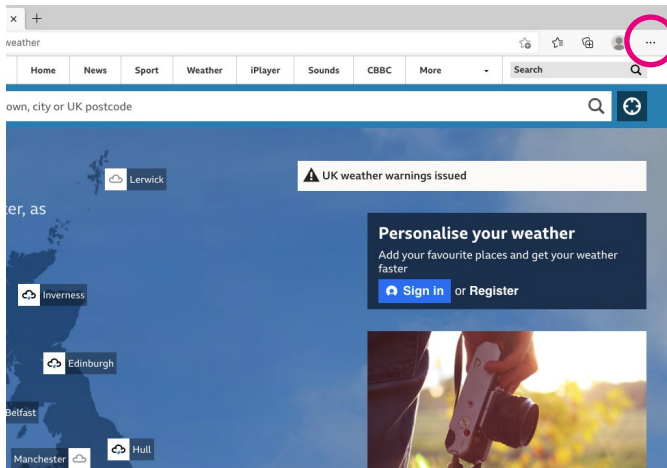 weather
Home News Sport Weather iPlayer Sounds CBBC More Search
own, city or UK postcode
Lerwick
UK weather warnings issued
ter, as
Personalise your weather
Add your favourite places and get your weather
faster
Sign in or Register
Inverness
Edinburgh
Belfast
Hull
Manchester